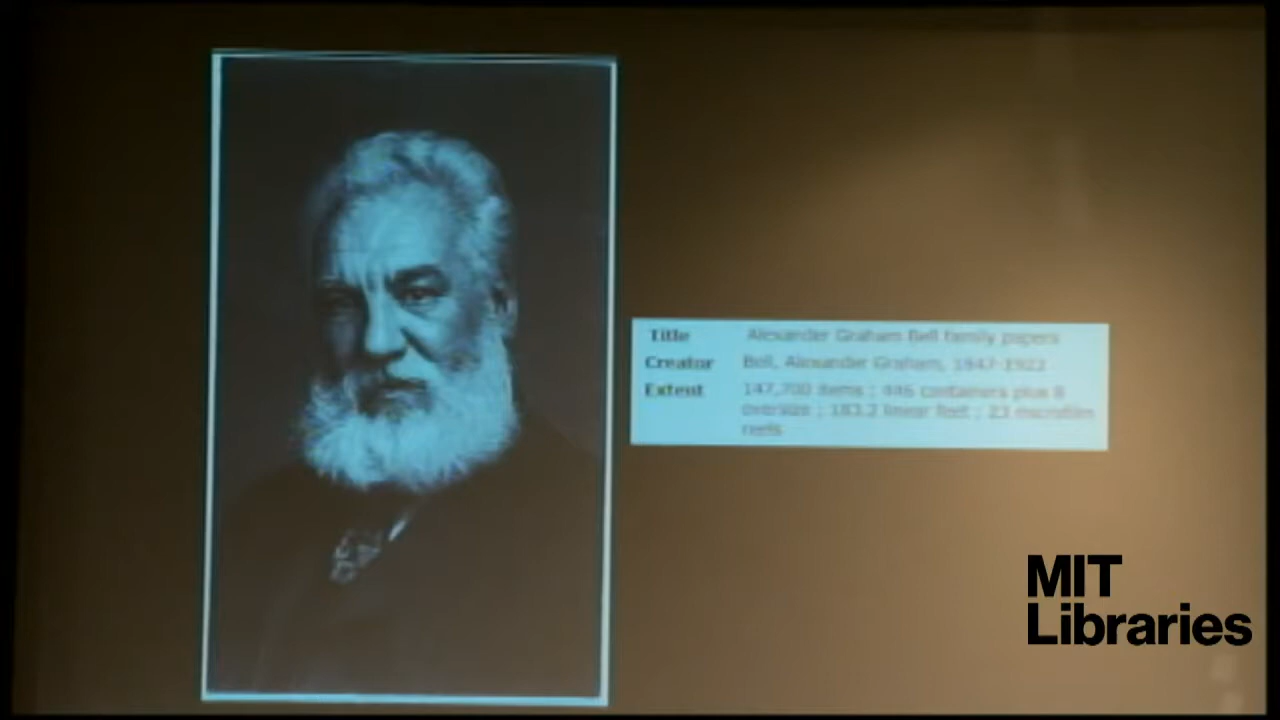 Title Alexander Graham Bell family papers
Creator Bell, Alexander Graham, 1847-1922
Extent 147,700 items ; 446 containers plus 8
oversize ; 183.2 linear feet ; 23 microfilm
reels
MIT
Libraries